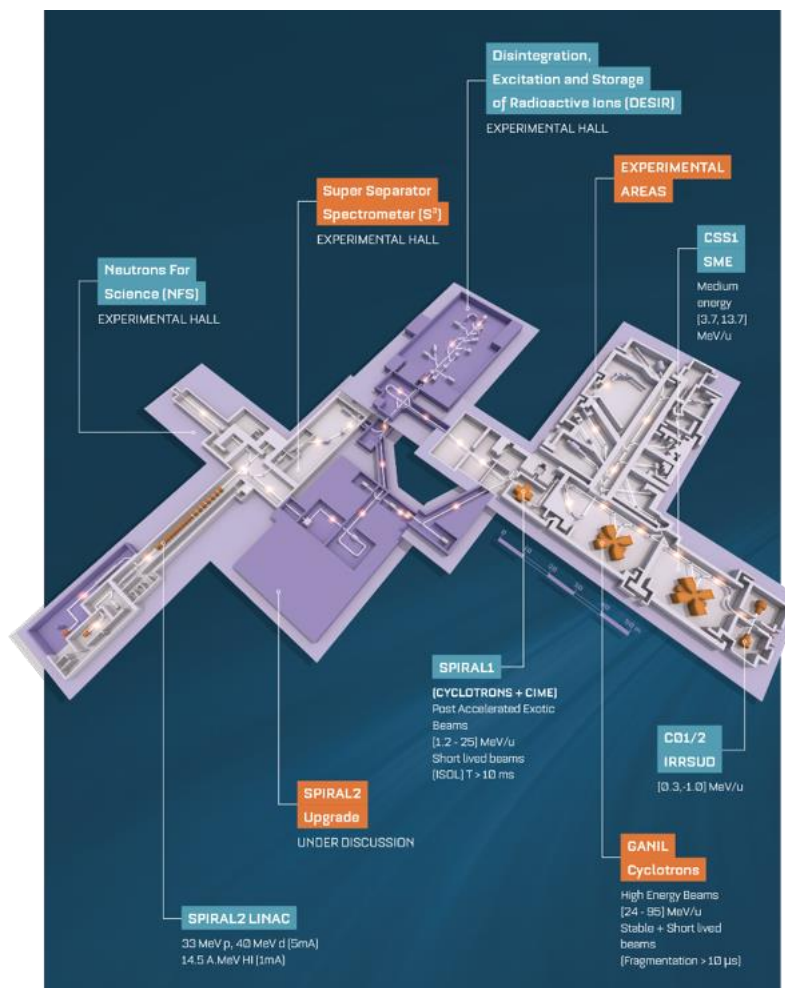 Disintegration,
Excitation and Storage
of Radioactive Ions (DESIR)
EXPERIMENTAL HALL
EXPERIMENTAL
AREAS
Super Separator
Spectrometer (S³)
EXPERIMENTAL HALL
CSS1
SME
Medium
energy
[3.7, 13.7]
MeV/u
Neutrons For
Science (NFS)
EXPERIMENTAL HALL
SPIRAL1
(CYCLOTRONS + CIME)
Post Accelerated Exotic
Beams
[1.2 - 25] MeV/u
Short lived beams
(ISOL) T > 10 ms
C01/2
IRRSUD
[0.3,-1.0] MeV/u
SPIRAL2
Upgrade
UNDER DISCUSSION
GANIL
Cyclotrons
High Energy Beams
[24 - 95] MeV/u
Stable + Short lived
beams
(Fragmentation > 10 µs)
SPIRAL2 LINAC
33 MeV p, 40 MeV d (5mA)
14.5 A.MeV HI (1mA)